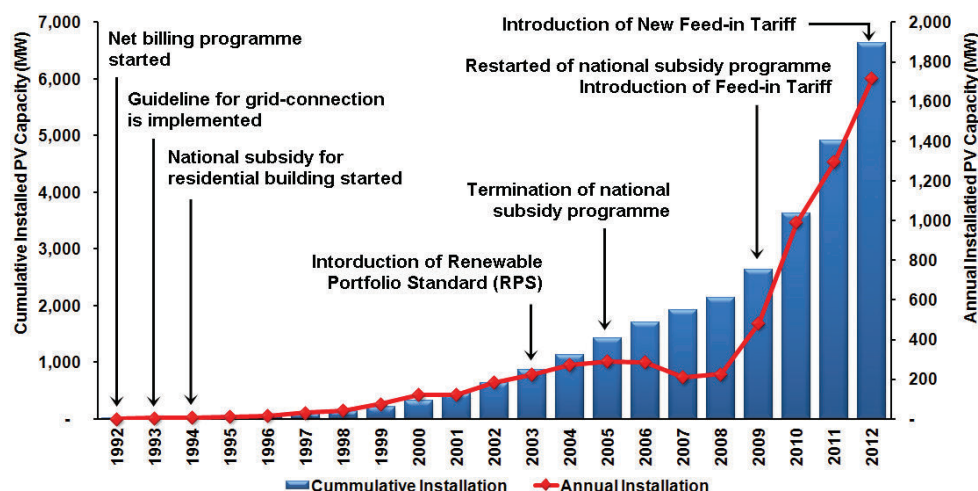 7,000
6,000
5,000
4,000
3,000
2,000
1,000
-
Cumulative Installed PV Capacity (MW)
Net billing programme
started
Guideline for grid-connection
is implemented
National subsidy for
residential building started
Intorduction of Renewable
Portfolio Standard (RPS)
Termination of national
subsidy programme
Restarted of national subsidy programme
Introduction of Feed-in Tariff
Introduction of New Feed-in Tariff
2,000
1,800
1,600
1,400
1,200
1,000
800
600
400
200
-
Annual Installatied PV Capacity (MW)
1992
1993
1994
1995
1996
1997
1998
1999
2000
2001
2002
2003
2004
2005
2006
2007
2008
2009
2010
2011
2012
Cummulative Installation
Annual Installation